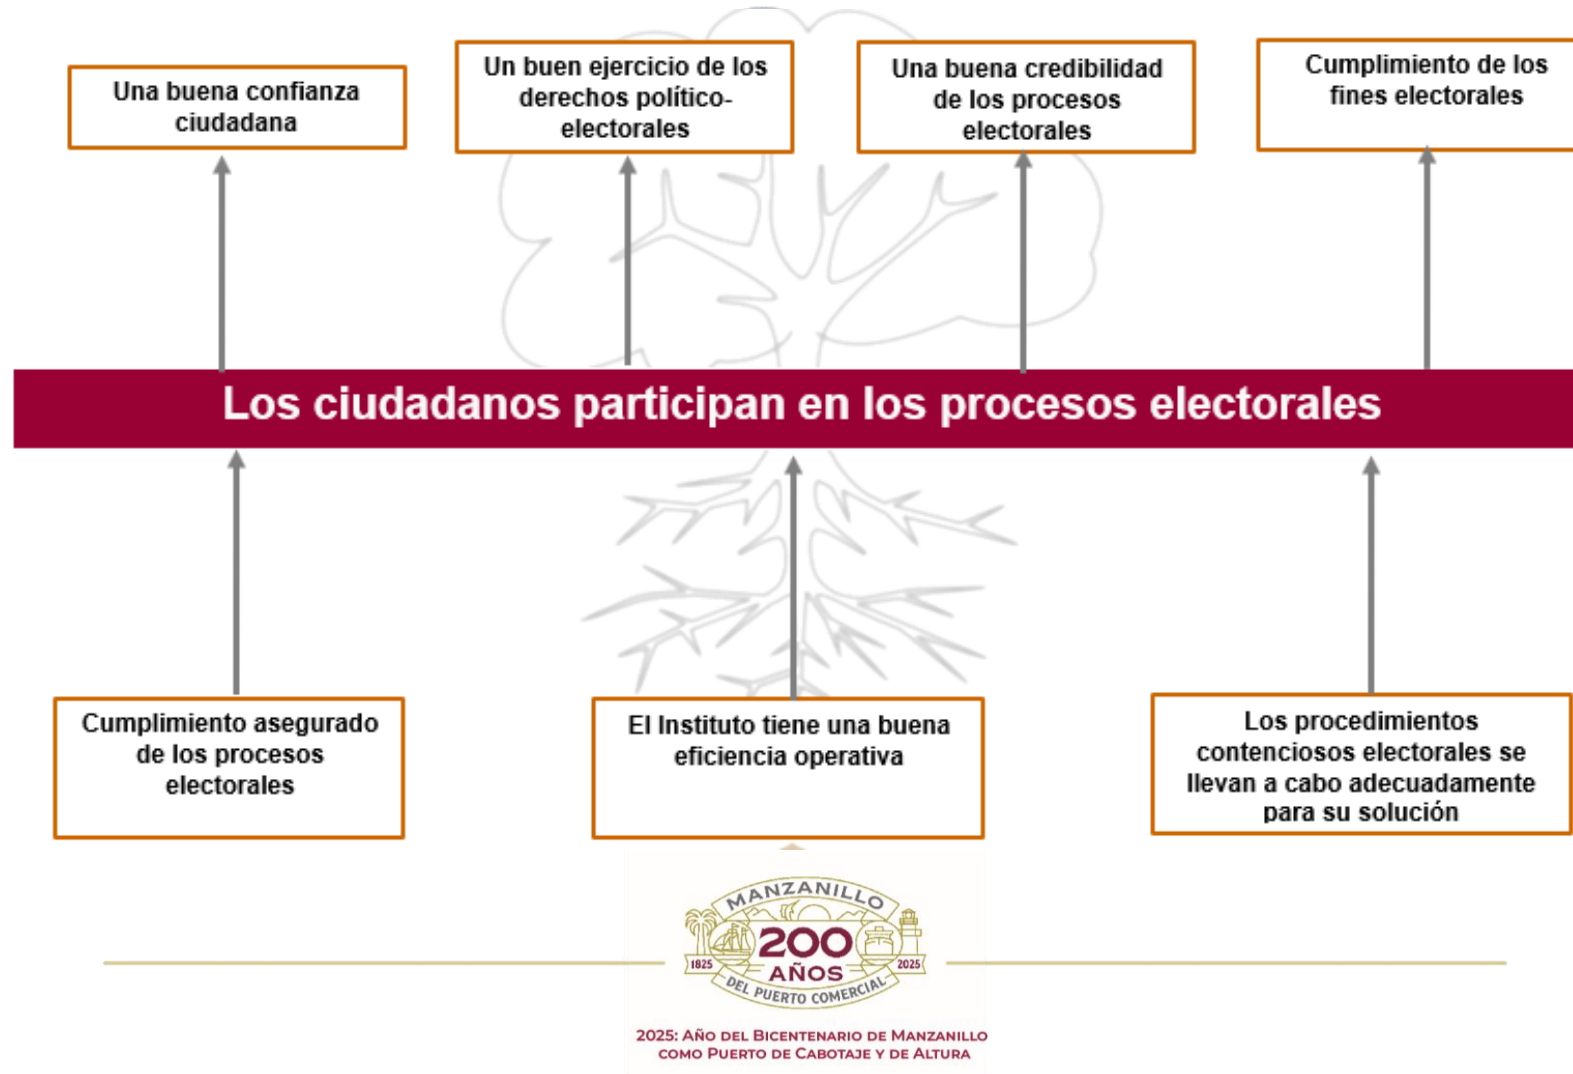 Una buena confianza
ciudadana
Un buen ejercicio de los
derechos político-
electorales
Una buena credibilidad
de los procesos
electorales
Cumplimiento de los
fines electorales
Los ciudadanos participan en los procesos electorales
Cumplimiento asegurado
de los procesos
electorales
El Instituto tiene una buena
eficiencia operativa
Los procedimientos
contenciosos electorales se
llevan a cabo adecuadamente
para su solución
MANZANILLO
200
AÑOS
1825
2025
DEL PUERTO COMERCIAL
2025: AÑO DEL BICENTENARIO DE MANZANILLO
COMO PUERTO DE CABOTAJE Y DE ALTURA